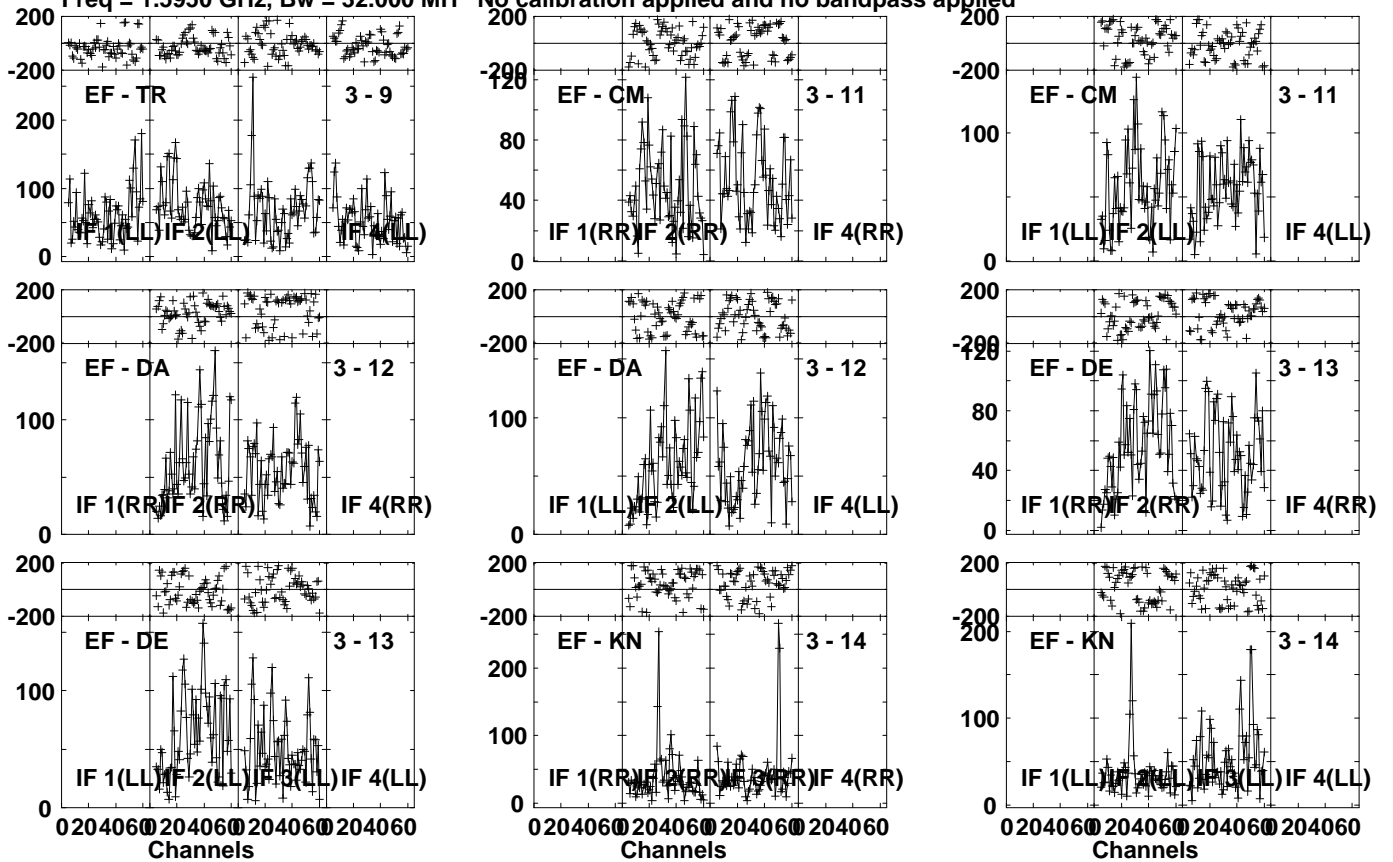 Freq = 1.5950 GHz, Bw = 32.000 MH No calibration applied and no bandpass applied
200 200 200
-200 -200 -200
EF - TR 3 - 9 EF - CM 3 - 11 EF - CM 3 - 11
200 120 100
100 80
0 40
0 0
IF 1(LL) IF 2(LL) IF 4(LL) IF 1(RR) IF 2(RR) IF 4(RR) IF 1(LL) IF 2(LL) IF 4(LL)
200 200 200
-200 -200 -200
EF - DA 3 - 12 EF - DA 3 - 12 EF - DE 3 - 13
100 100 120
0 0 80
40
0
IF 1(RR) IF 2(RR) IF 4(RR) IF 1(LL) IF 2(LL) IF 4(LL) IF 1(RR) IF 2(RR) IF 4(RR)
200 200 200
-200 -200 -200
EF - DE 3 - 13 EF - KN 3 - 14 EF - KN 3 - 14
100 200 200
0 100 100
0 0
IF 1(LL) IF 2(LL) IF 3(LL) IF 4(LL) IF 1(RR) IF 2(RR) IF 3(RR) IF 4(RR) IF 1(LL) IF 2(LL) IF 3(LL) IF 4(LL)
0 20 40 60 0 20 40 60 0 20 40 60 0 20 40 60 0 20 40 60 0 20 40 60 0 20 40 60 0 20 40 60 0 20 40 60 0 20 40 60 0 20 40 60 0 20 40 60
Channels Channels Channels